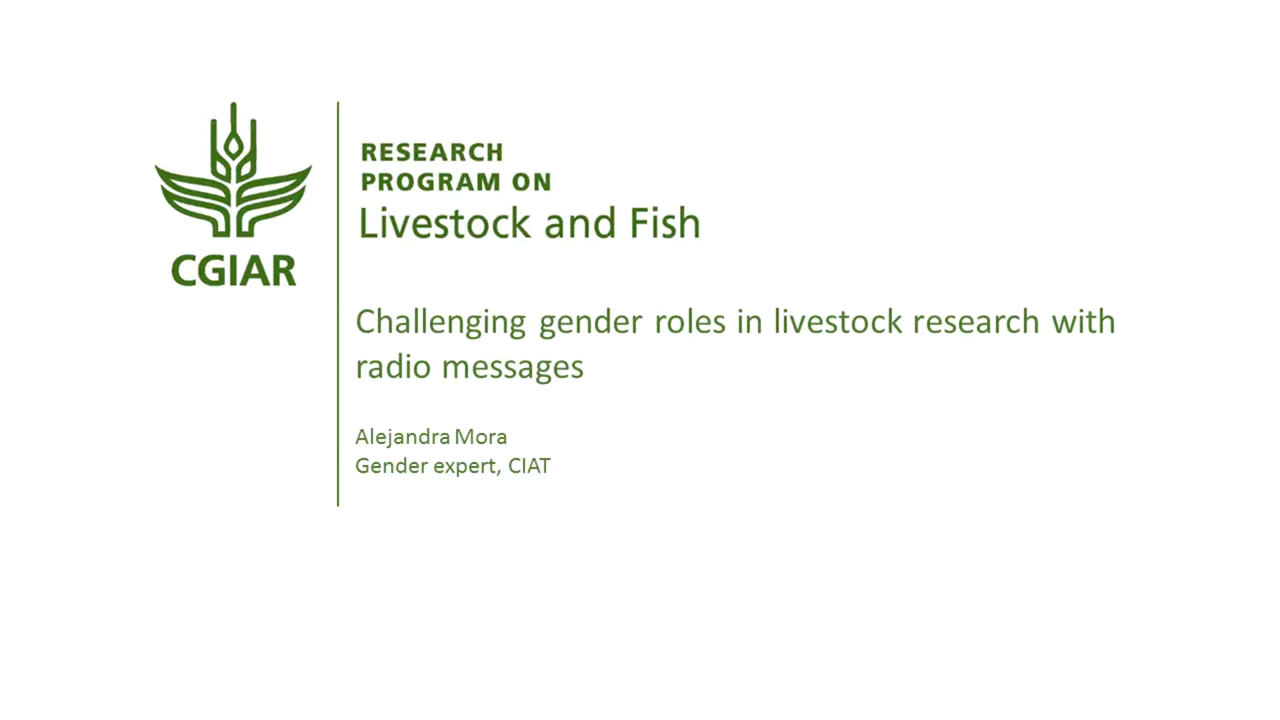 CGIAR
RESEARCH
PROGRAM ON
Livestock and Fish
Challenging gender roles in livestock research with
radio messages
Alejandra Mora
Gender expert, CIAT